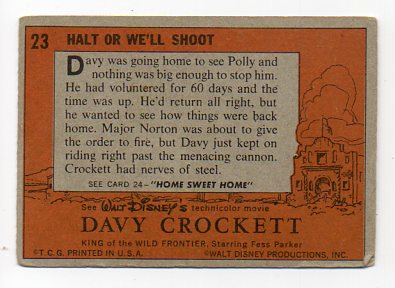 23 HALT OR WE'LL SHOOT
Davy was going home to see Polly and
nothing was big enough to stop him.
He had voluntered for 60 days and the
time was up. He'd return all right, but
he wanted to see how things were back
home. Major Norton was about to give
the order to fire, but Davy just kept on
riding right past the menacing cannon.
Crockett had nerves of steel.
SEE CARD 24–"HOME SWEET HOME"
See WALT DISNEY'S technicolor movie
DAVY CROCKETT
KING of the WILD FRONTIER, Starring Fess Parker
©T.C.G. PRINTED IN U.S.A. ©WALT DISNEY PRODUCTIONS, INC.